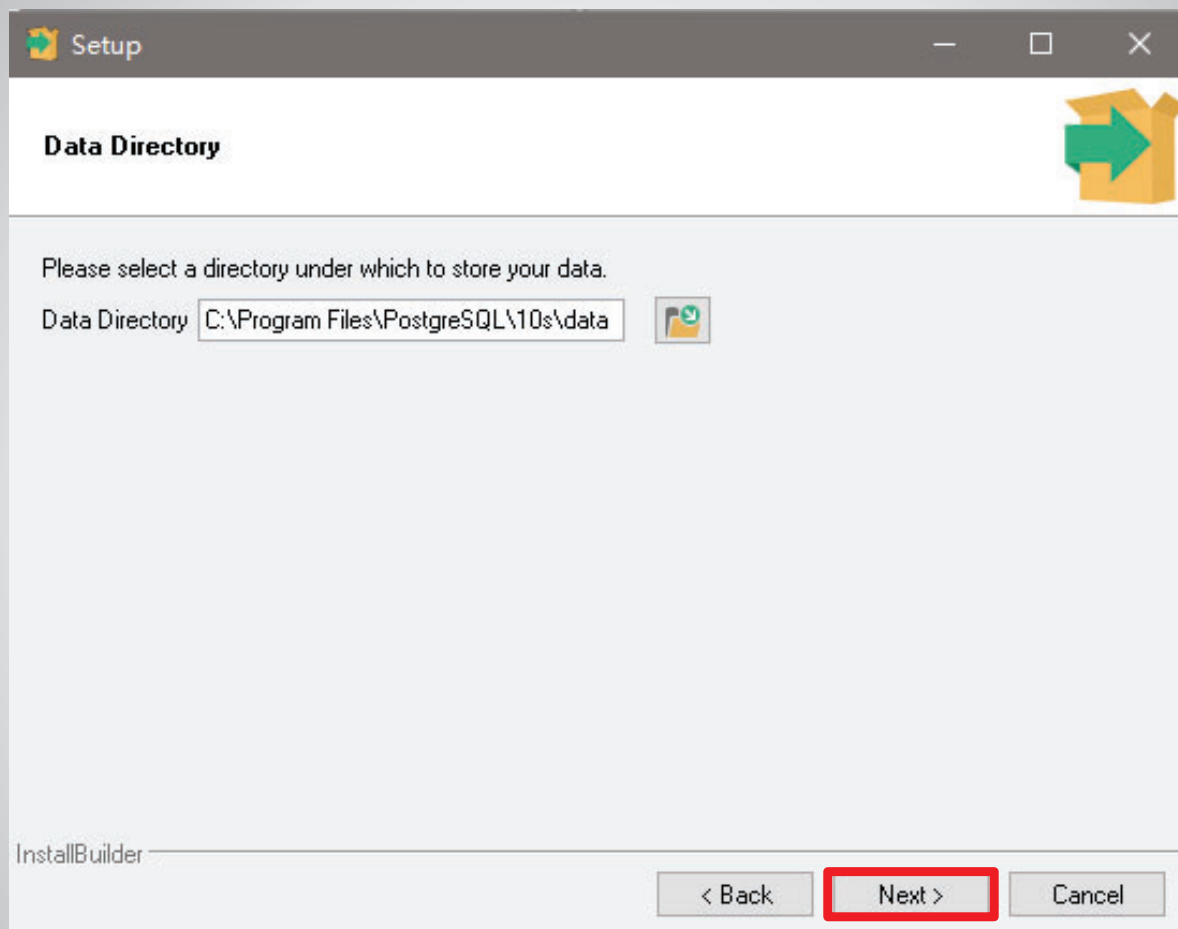 Setup
Data Directory
Please select a directory under which to store your data.
Data Directory C:\Program Files\PostgreSQL\10s\data
InstallBuilder
< Back Next > Cancel